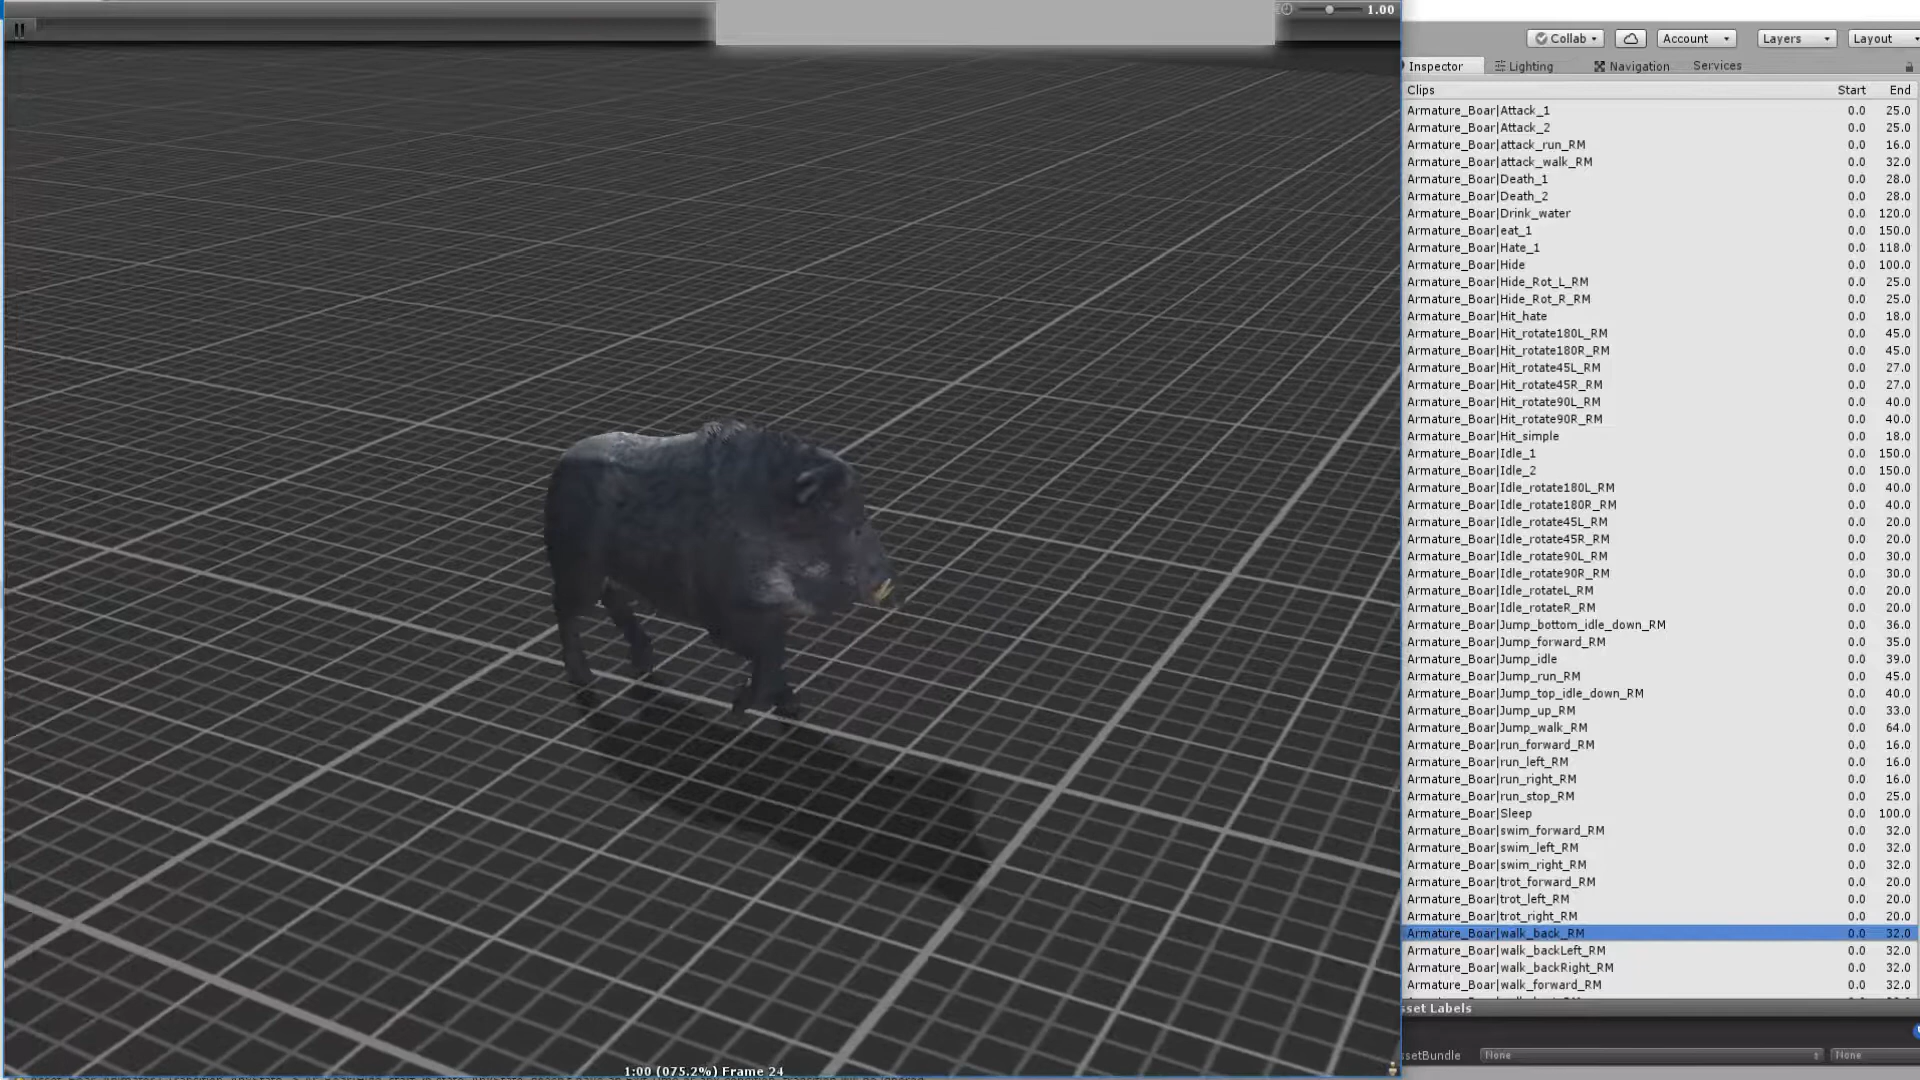 1.00
Collab
Account
Layers
Layout
Inspector
Lighting
Navigation
Services
Clips Start End
Armature_Boar|Attack_1 0.0 25.0
Armature_Boar|Attack_2 0.0 25.0
Armature_Boar|attack_run_RM 0.0 16.0
Armature_Boar|attack_walk_RM 0.0 32.0
Armature_Boar|Death_1 0.0 28.0
Armature_Boar|Death_2 0.0 28.0
Armature_Boar|Drink_water 0.0 120.0
Armature_Boar|eat_1 0.0 150.0
Armature_Boar|Hate_1 0.0 118.0
Armature_Boar|Hide 0.0 100.0
Armature_Boar|Hide_Rot_L_RM 0.0 25.0
Armature_Boar|Hide_Rot_R_RM 0.0 25.0
Armature_Boar|Hit_hate 0.0 18.0
Armature_Boar|Hit_rotate180L_RM 0.0 45.0
Armature_Boar|Hit_rotate180R_RM 0.0 45.0
Armature_Boar|Hit_rotate45L_RM 0.0 27.0
Armature_Boar|Hit_rotate45R_RM 0.0 27.0
Armature_Boar|Hit_rotate90L_RM 0.0 40.0
Armature_Boar|Hit_rotate90R_RM 0.0 40.0
Armature_Boar|Hit_simple 0.0 18.0
Armature_Boar|Idle_1 0.0 150.0
Armature_Boar|Idle_2 0.0 150.0
Armature_Boar|Idle_rotate180L_RM 0.0 40.0
Armature_Boar|Idle_rotate180R_RM 0.0 40.0
Armature_Boar|Idle_rotate45L_RM 0.0 20.0
Armature_Boar|Idle_rotate45R_RM 0.0 20.0
Armature_Boar|Idle_rotate90L_RM 0.0 30.0
Armature_Boar|Idle_rotate90R_RM 0.0 30.0
Armature_Boar|Idle_rotateL_RM 0.0 20.0
Armature_Boar|Idle_rotateR_RM 0.0 20.0
Armature_Boar|Jump_bottom_idle_down_RM 0.0 36.0
Armature_Boar|Jump_forward_RM 0.0 35.0
Armature_Boar|Jump_idle 0.0 39.0
Armature_Boar|Jump_run_RM 0.0 45.0
Armature_Boar|Jump_top_idle_down_RM 0.0 40.0
Armature_Boar|Jump_up_RM 0.0 33.0
Armature_Boar|Jump_walk_RM 0.0 64.0
Armature_Boar|run_forward_RM 0.0 16.0
Armature_Boar|run_left_RM 0.0 16.0
Armature_Boar|run_right_RM 0.0 16.0
Armature_Boar|run_stop_RM 0.0 25.0
Armature_Boar|Sleep 0.0 100.0
Armature_Boar|swim_forward_RM 0.0 32.0
Armature_Boar|swim_left_RM 0.0 32.0
Armature_Boar|swim_right_RM 0.0 32.0
Armature_Boar|trot_forward_RM 0.0 20.0
Armature_Boar|trot_left_RM 0.0 20.0
Armature_Boar|trot_right_RM 0.0 20.0
Armature_Boar|walk_back_RM 0.0 32.0
Armature_Boar|walk_backLeft_RM 0.0 32.0
Armature_Boar|walk_backRight_RM 0.0 32.0
Armature_Boar|walk_forward_RM 0.0 32.0
sset Labels
ssetBundle None None
1:00 (075.2%) Frame 24